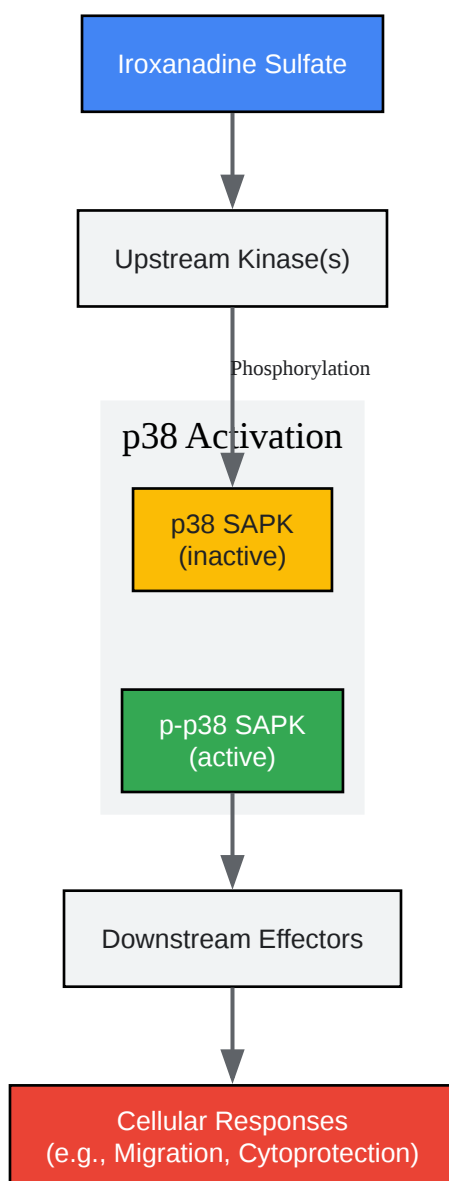 Iroxanadine Sulfate
Upstream Kinase(s)
Phosphorylation
p38 Activation
p38 SAPK
(inactive)
p-p38 SAPK
(active)
Downstream Effectors
Cellular Responses
(e.g., Migration, Cytoprotection)